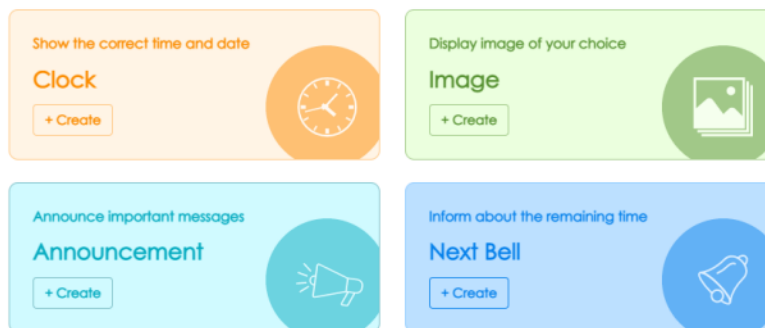 Show the correct time and date
Clock
+ Create
Display image of your choice
Image
+ Create
Announce important messages
Announcement
+ Create
Inform about the remaining time
Next Bell
+ Create